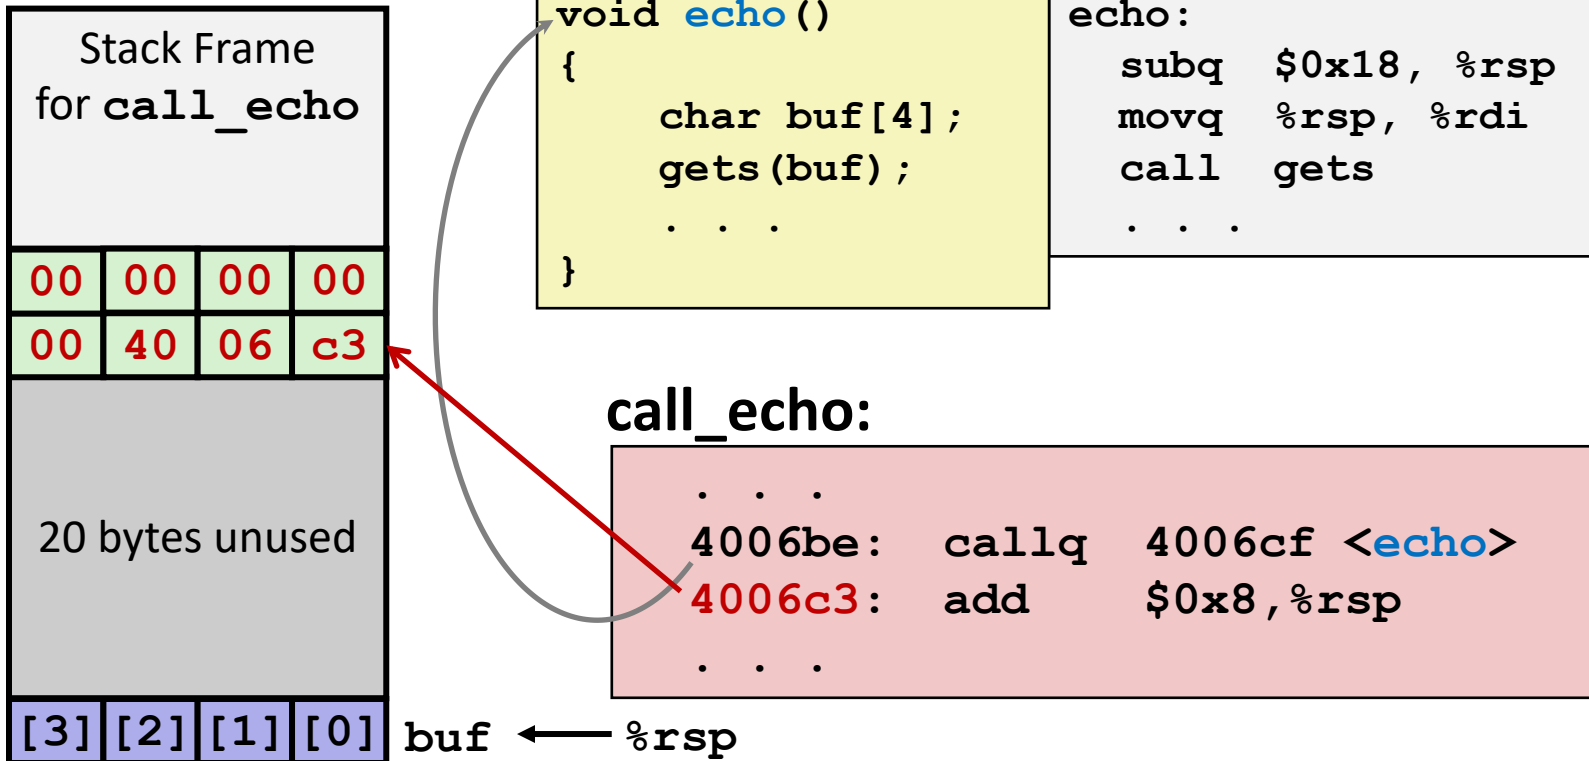 Stack Frame
for call_echo
00 00 00 00
00 40 06 c3
20 bytes unused
[3] [2] [1] [0] buf %rsp
void echo()
{
char buf[4];
gets(buf);
. . .
}
echo:
subq $0x18, %rsp
movq %rsp, %rdi
call gets
. . .
call_echo:
. . .
4006be: callq 4006cf <echo>
4006c3: add $0x8,%rsp
. . .